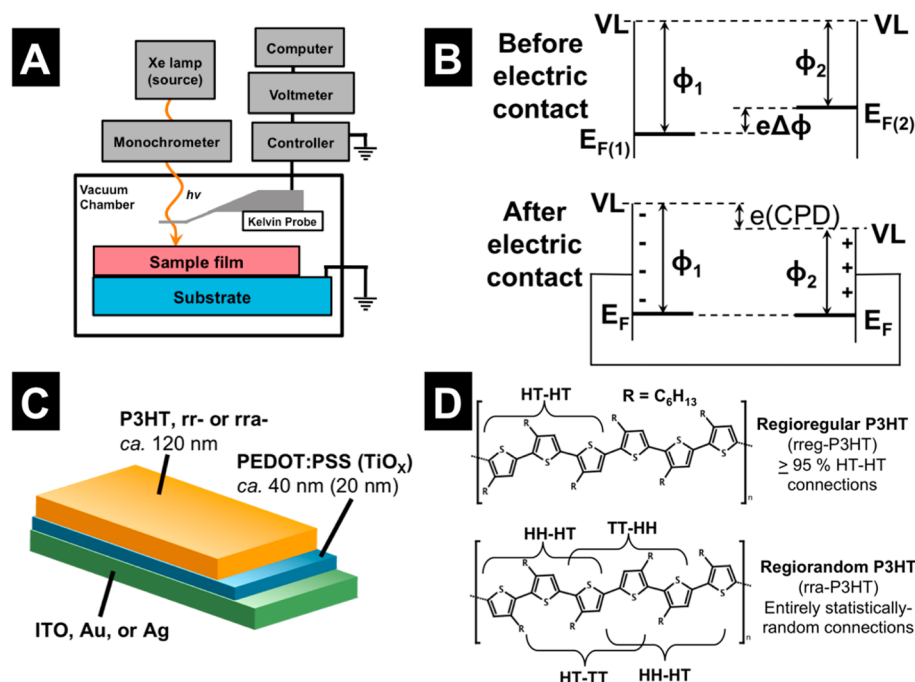 A
Xe lamp
(source)
Monochrometer
Computer
Voltmeter
Controller
hv
Vacuum
Chamber
Kelvin Probe
Sample film
Substrate
B
Before
electric
contact
VL
VL
ϕ1
ϕ2
EF(1)
eΔϕ
EF(2)
After
electric
contact
VL
e(CPD)
VL
-
-
-
-
ϕ1
ϕ2
+
+
+
EF
EF
C
P3HT, rr- or rra-
ca. 120 nm
PEDOT:PSS (TiOX)
ca. 40 nm (20 nm)
ITO, Au, or Ag
D
HT-HT
R = C6H13
R
R
R
R
R
R
S
S
S
S
S
S
n
Regioregular P3HT
(rreg-P3HT)
≥ 95 % HT-HT
connections
HH-HT
TT-HH
R
R
R
R
R
R
S
S
S
S
S
S
n
HT-TT
HH-HT
Regiorandom P3HT
(rra-P3HT)
Entirely statistically-
random connections